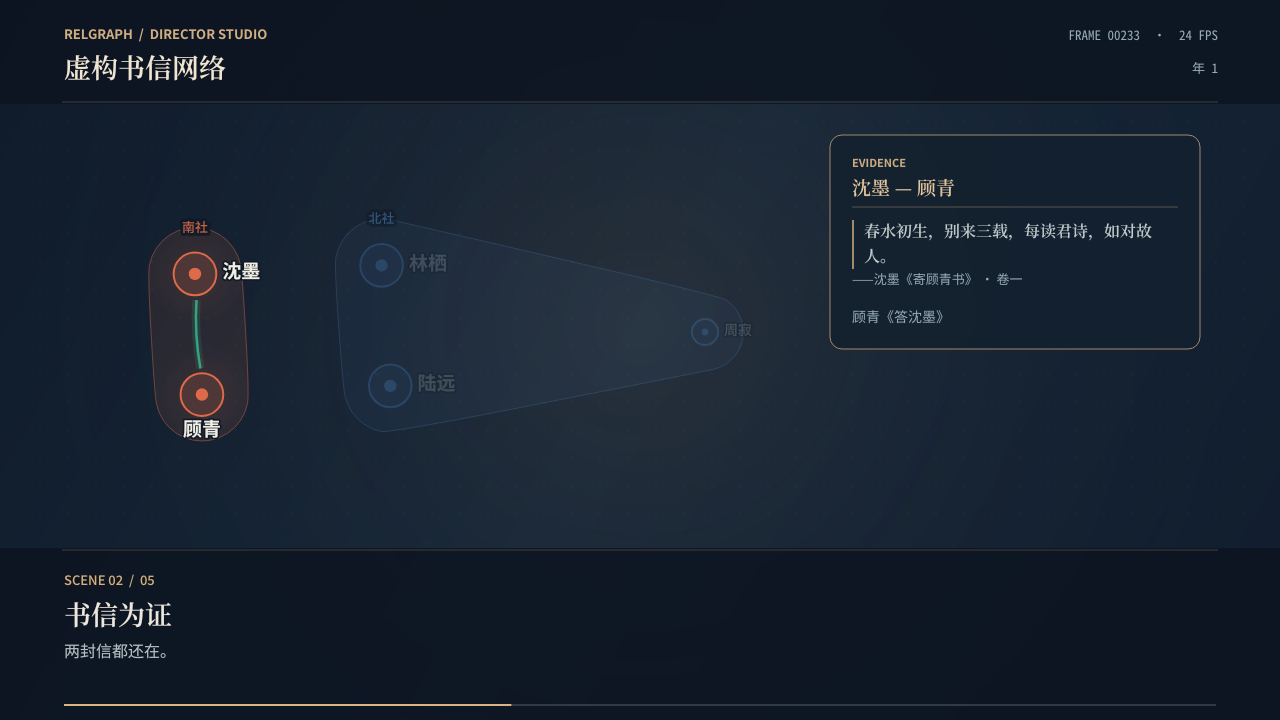 RELGRAPH / DIRECTOR STUDIO
虚构书信网络
FRAME 00233 • 24 FPS
年 1
EVIDENCE
沈墨 — 顾青
春水初生，别来三载，每读君诗，如对故
人。
——沈墨《寄顾青书》 · 卷一
顾青《答沈墨》
南社
沈墨
顾青
北社
林栖
周寂
陆远
SCENE 02 / 05
书信为证
两封信都还在。